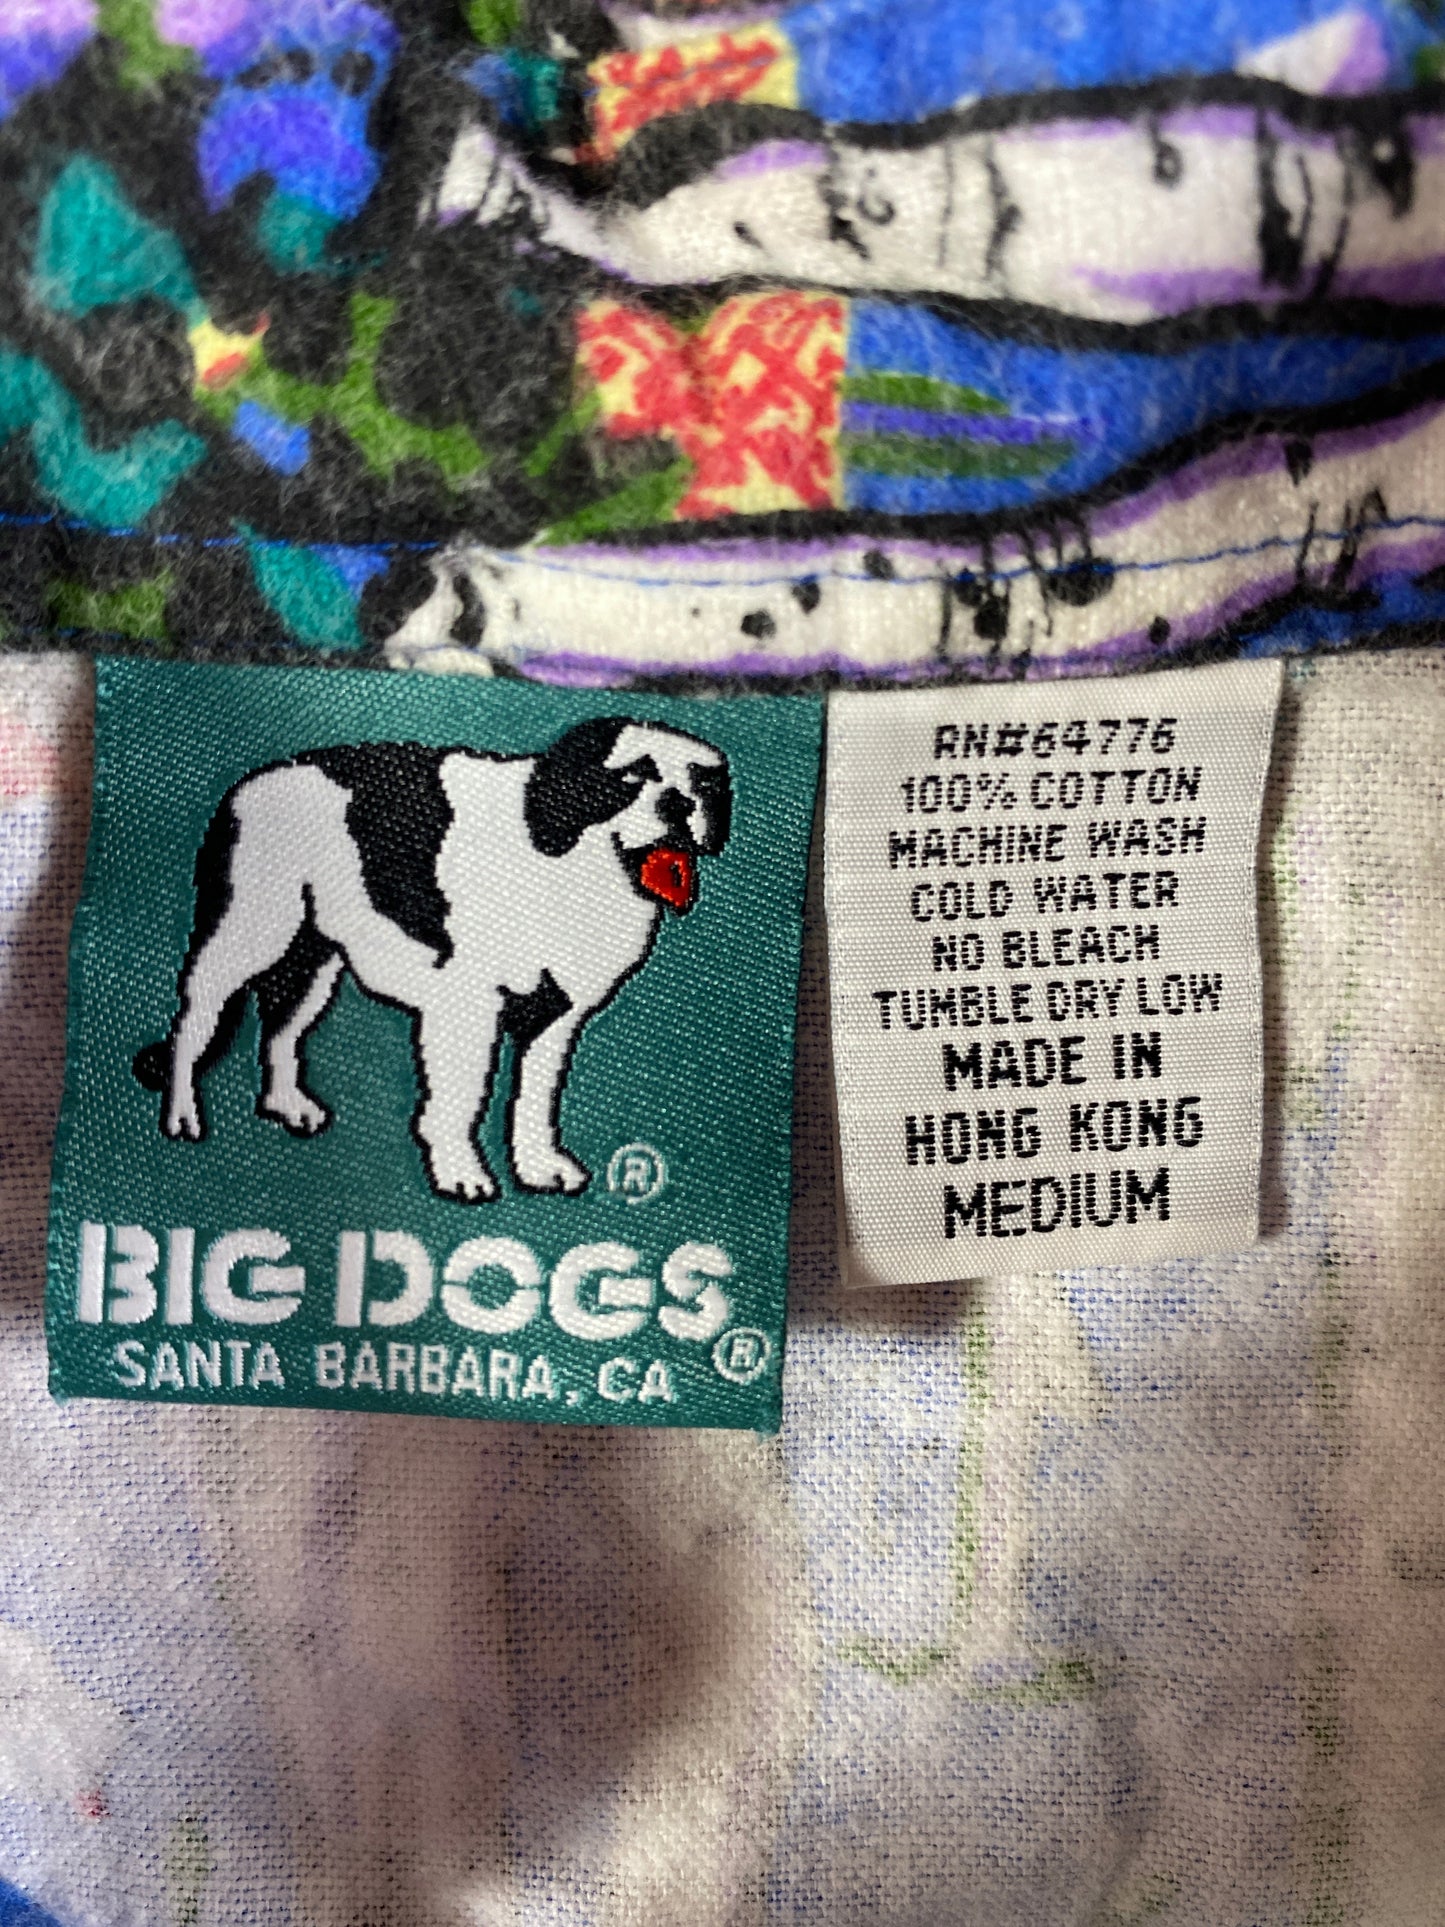 ®
BIG DOGS®
SANTA BARBARA, CA
RN#64776
100% COTTON
MACHINE WASH
COLD WATER
NO BLEACH
TUMBLE DRY LOW
MADE IN
HONG KONG
MEDIUM